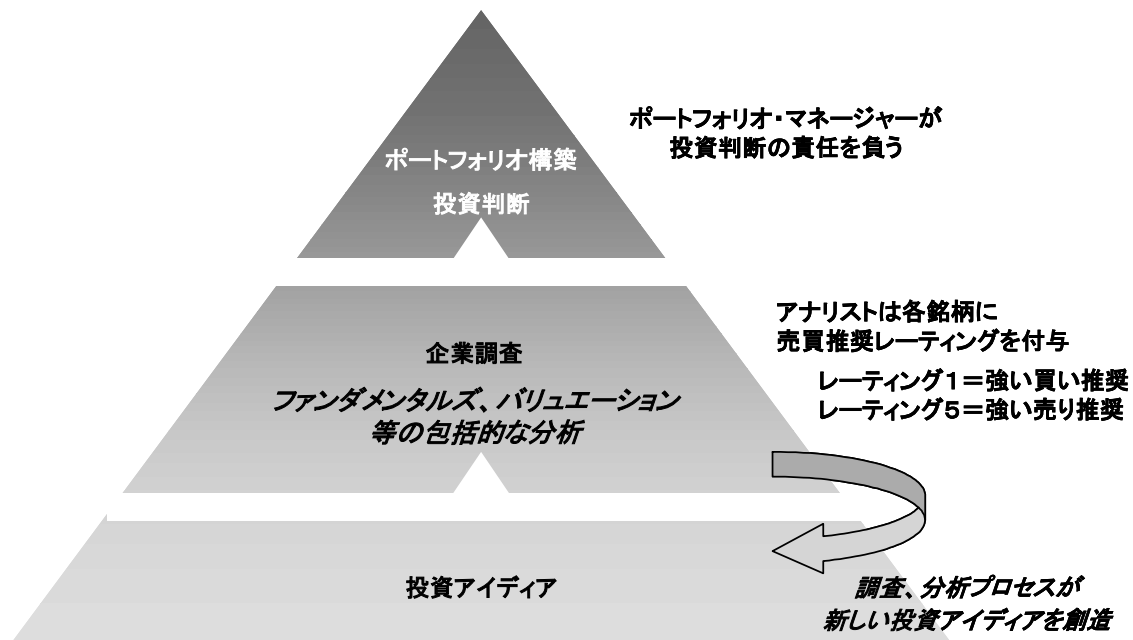 ポートフォリオ・マネージャーが
投資判断の責任を負う
ポートフォリオ構築
投資判断
アナリストは各銘柄に
売買推奨レーティングを付与
レーティング1=強い買い推奨
レーティング5=強い売り推奨
企業調査
ファンダメンタルズ、バリュエーション
等の包括的な分析
投資アイディア
調査、分析プロセスが
新しい投資アイディアを創造